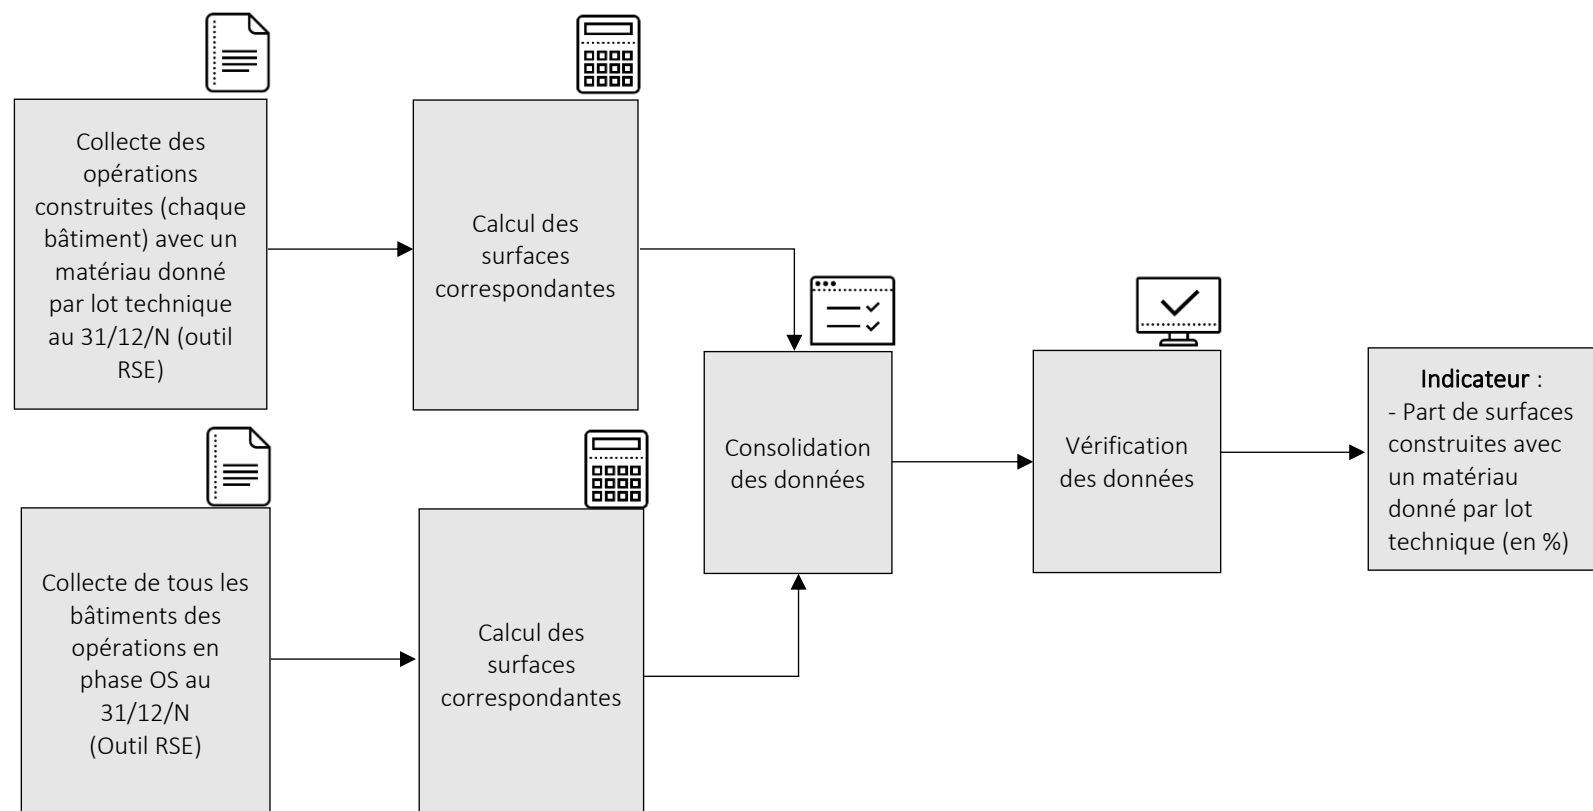 Collecte des
opérations
construites (chaque
bâtiment) avec un
matériau donné
par lot technique
au 31/12/N (outil
RSE)
Calcul des
surfaces
correspondantes
Collecte de tous les
bâtiments des
opérations en
phase OS au
31/12/N
(Outil RSE)
Calcul des
surfaces
correspondantes
Consolidation
des données
Vérification
des données
Indicateur :
- Part de surfaces
construites avec
un matériau
donné par lot
technique (en %)